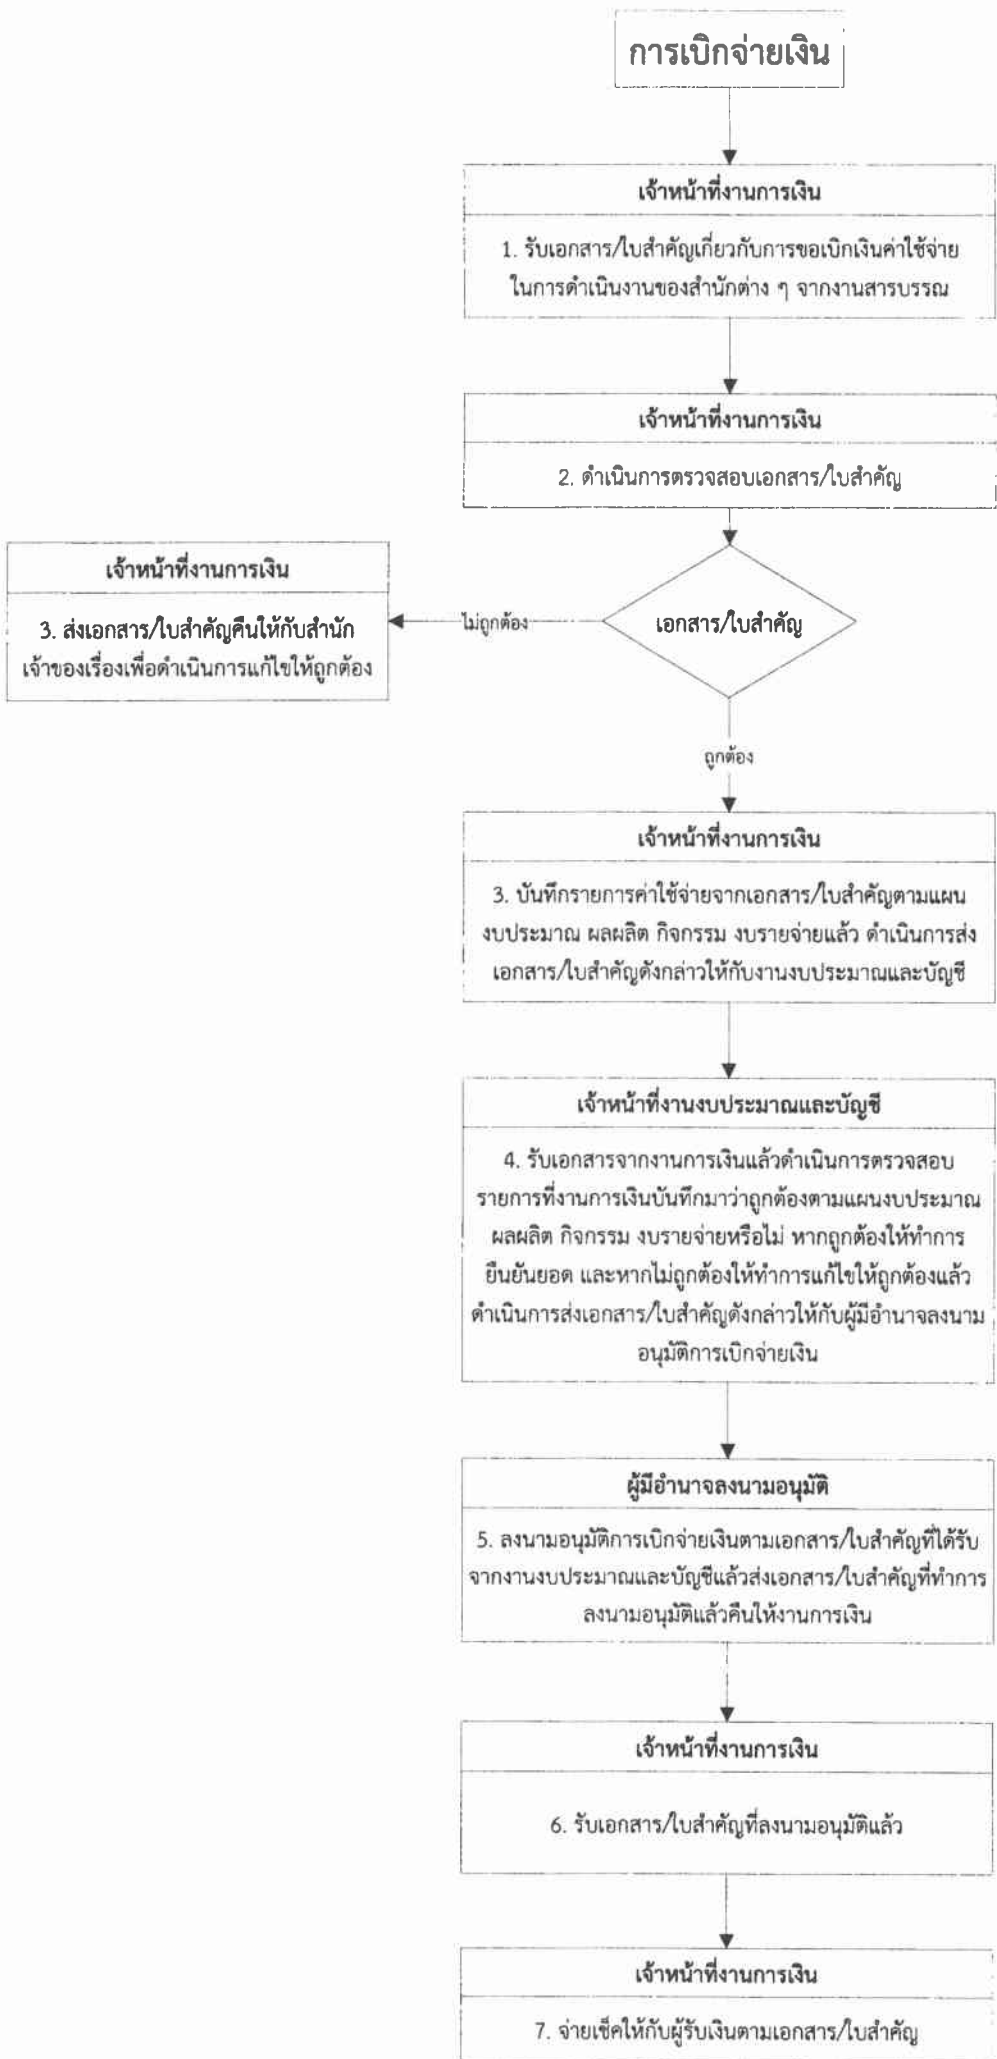 การเบิกจ่ายเงิน
เจ้าหน้าที่งานการเงิน
1. รับเอกสาร/ใบสำคัญเกี่ยวกับการขอเบิกเงินค่าใช้จ่าย
ในการดำเนินงานของสำนักต่าง ๆ จากงานสารบรรณ
เจ้าหน้าที่งานการเงิน
2. ดำเนินการตรวจสอบเอกสาร/ใบสำคัญ
เอกสาร/ใบสำคัญ
ไม่ถูกต้อง
เจ้าหน้าที่งานการเงิน
3. ส่งเอกสาร/ใบสำคัญคืนให้กับสำนัก
เจ้าของเรื่องเพื่อดำเนินการแก้ไขให้ถูกต้อง
ถูกต้อง
เจ้าหน้าที่งานการเงิน
3. บันทึกรายการค่าใช้จ่ายจากเอกสาร/ใบสำคัญตามแผน
งบประมาณ ผลผลิต กิจกรรม งบรายจ่ายแล้ว ดำเนินการส่ง
เอกสาร/ใบสำคัญดังกล่าวให้กับงานงบประมาณและบัญชี
เจ้าหน้าที่งานงบประมาณและบัญชี
4. รับเอกสารจากงานการเงินแล้วดำเนินการตรวจสอบ
รายการที่งานการเงินบันทึกมาว่าถูกต้องตามแผนงบประมาณ
ผลผลิต กิจกรรม งบรายจ่ายหรือไม่ หากถูกต้องให้ทำการ
ยืนยันยอด และหากไม่ถูกต้องให้ทำการแก้ไขให้ถูกต้องแล้ว
ดำเนินการส่งเอกสาร/ใบสำคัญดังกล่าวให้กับผู้มีอำนาจลงนาม
อนุมัติการเบิกจ่ายเงิน
ผู้มีอำนาจลงนามอนุมัติ
5. ลงนามอนุมัติการเบิกจ่ายเงินตามเอกสาร/ใบสำคัญที่ได้รับ
จากงานงบประมาณและบัญชีแล้วส่งเอกสาร/ใบสำคัญที่ทำการ
ลงนามอนุมัติแล้วคืนให้งานการเงิน
เจ้าหน้าที่งานการเงิน
6. รับเอกสาร/ใบสำคัญที่ลงนามอนุมัติแล้ว
เจ้าหน้าที่งานการเงิน
7. จ่ายเช็คให้กับผู้รับเงินตามเอกสาร/ใบสำคัญ